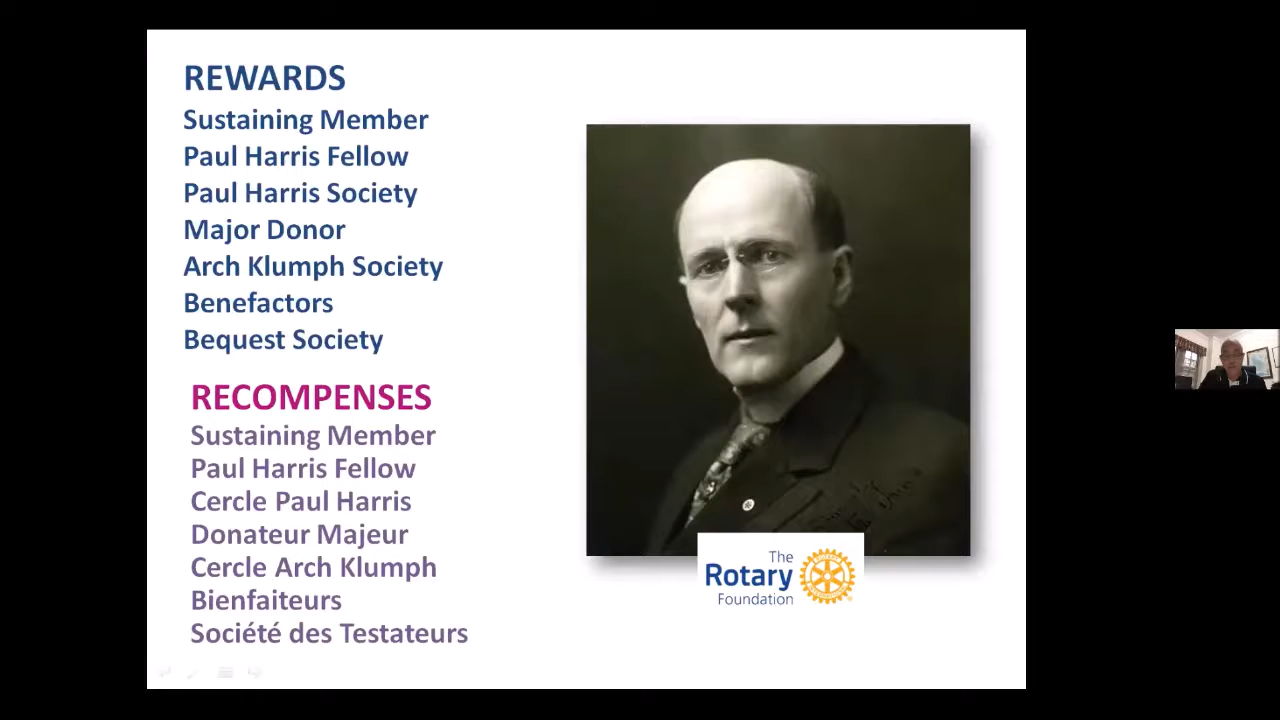 REWARDS
Sustaining Member
Paul Harris Fellow
Paul Harris Society
Major Donor
Arch Klumph Society
Benefactors
Bequest Society
RECOMPENSES
Sustaining Member
Paul Harris Fellow
Cercle Paul Harris
Donateur Majeur
Cercle Arch Klumph
Bienfaiteurs
Société des Testateurs
The
Rotary
Foundation